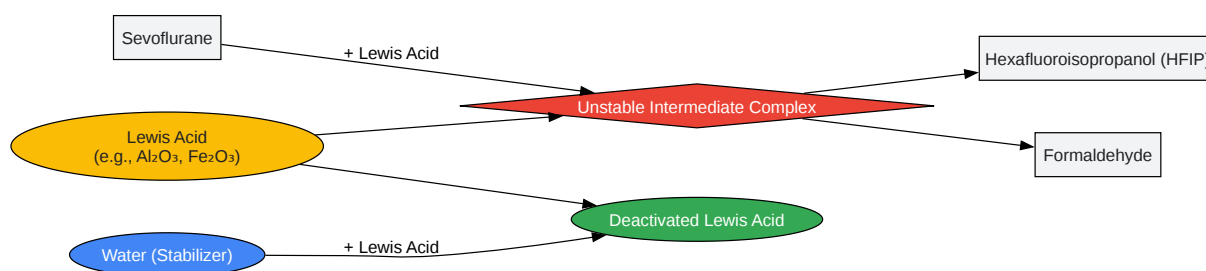 Sevoflurane
+ Lewis Acid
Hexafluoroisopropanol (HFIP)
Unstable Intermediate Complex
Lewis Acid
(e.g., Al₂O₃, Fe₂O₃)
Formaldehyde
Deactivated Lewis Acid
+ Lewis Acid
Water (Stabilizer)